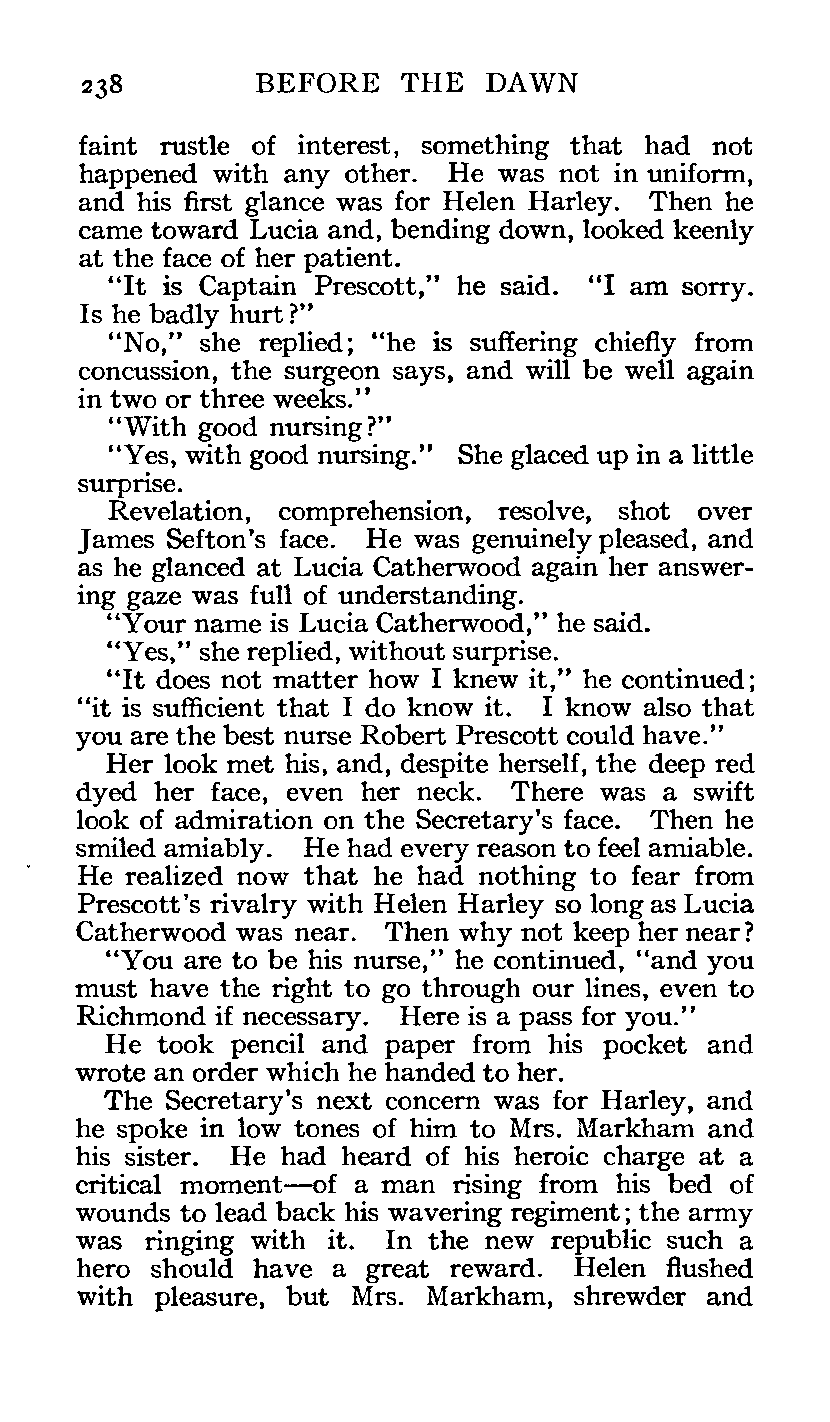 238 BEFORE THE DAWN
faint rustle of interest, something that had not
happened with any other. He was not in uniform,
and his first glance was for Helen Harley. Then he
came toward Lucia and, bending down, looked keenly
at the face of her patient.
"It is Captain Prescott," he said. "I am sorry.
Is he badly hurt?"
"No," she replied; "he is suffering chiefly from
concussion, the surgeon says, and will be well again
in two or three weeks."
"With good nursing?"
"Yes, with good nursing." She glaced up in a little
surprise.
Revelation, comprehension, resolve, shot over
James Sefton's face. He was genuinely pleased, and
as he glanced at Lucia Catherwood again her answer-
ing gaze was full of understanding.
"Your name is Lucia Catherwood," he said.
"Yes," she replied, without surprise.
"It does not matter how I knew it," he continued;
"it is sufficient that I do know it. I know also that
you are the best nurse Robert Prescott could have."
Her look met his, and, despite herself, the deep red
dyed her face, even her neck. There was a swift
look of admiration on the Secretary's face. Then he
smiled amiably. He had every reason to feel amiable.
He realized now that he had nothing to fear from
Prescott's rivalry with Helen Harley so long as Lucia
Catherwood was near. Then why not keep her near?
"You are to be his nurse," he continued, "and you
must have the right to go through our lines, even to
Richmond if necessary. Here is a pass for you."
He took pencil and paper from his pocket and
wrote an order which he handed to her.
The Secretary's next concern was for Harley, and
he spoke in low tones of him to Mrs. Markham and
his sister. He had heard of his heroic charge at a
critical moment—of a man rising from his bed of
wounds to lead back his wavering regiment; the army
was ringing with it. In the new republic such a
hero should have a great reward. Helen flushed
with pleasure, but Mrs. Markham, shrewder and